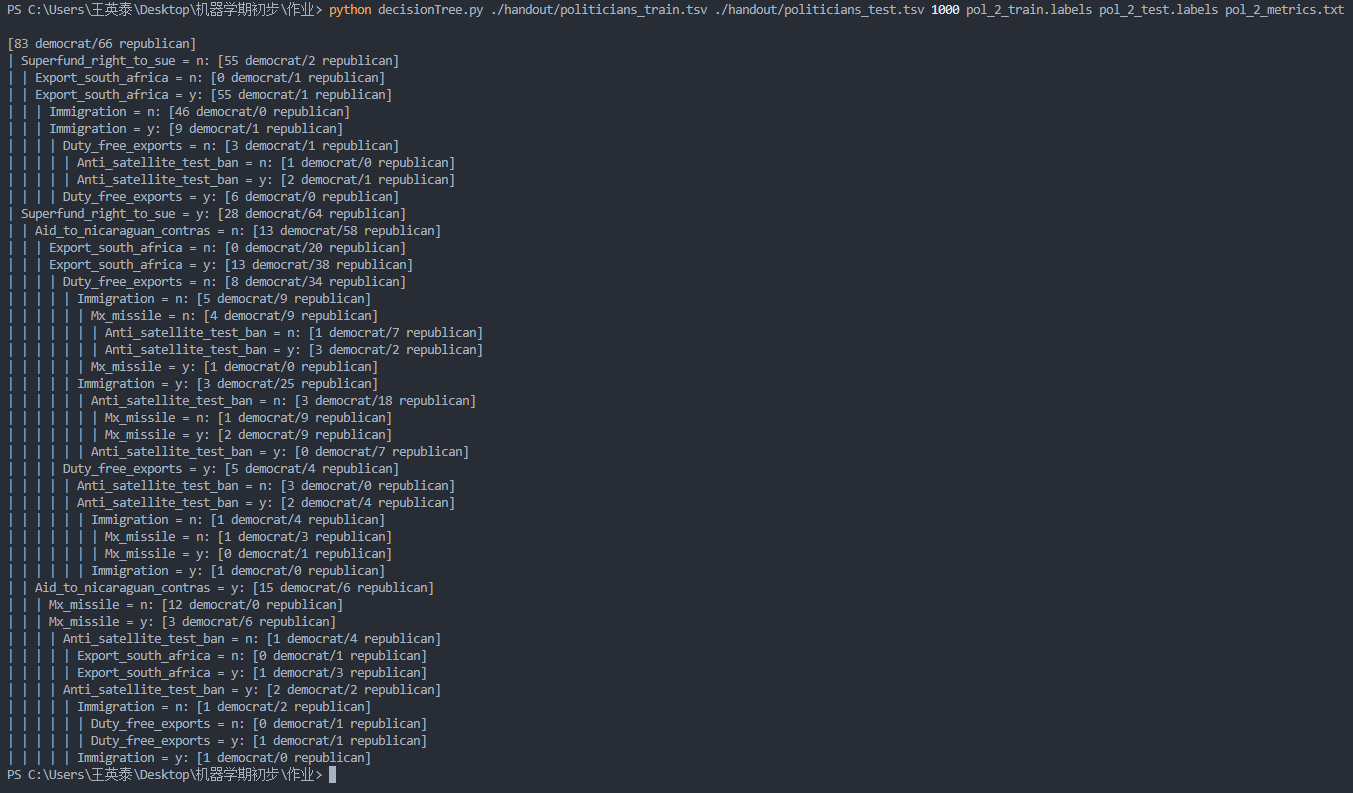 PS C:\Users\王英泰\Desktop\机器学期初步\作业> python decisionTree.py ./handout/politicians_train.tsv ./handout/politicians_test.tsv 1000 pol_2_train.labels pol_2_test.labels pol_2_metrics.txt
[83 democrat/66 republican]
| Superfund_right_to_sue = n: [55 democrat/2 republican]
| | Export_south_africa = n: [0 democrat/1 republican]
| | Export_south_africa = y: [55 democrat/1 republican]
| | | Immigration = n: [46 democrat/0 republican]
| | | Immigration = y: [9 democrat/1 republican]
| | | | Duty_free_exports = n: [3 democrat/1 republican]
| | | | | Anti_satellite_test_ban = n: [1 democrat/0 republican]
| | | | | Anti_satellite_test_ban = y: [2 democrat/1 republican]
| | | | Duty_free_exports = y: [6 democrat/0 republican]
| Superfund_right_to_sue = y: [28 democrat/64 republican]
| | Aid_to_nicaraguan_contras = n: [13 democrat/58 republican]
| | | Export_south_africa = n: [0 democrat/20 republican]
| | | Export_south_africa = y: [13 democrat/38 republican]
| | | | Duty_free_exports = n: [8 democrat/34 republican]
| | | | | Immigration = n: [5 democrat/9 republican]
| | | | | | Mx_missile = n: [4 democrat/9 republican]
| | | | | | | Anti_satellite_test_ban = n: [1 democrat/7 republican]
| | | | | | | Anti_satellite_test_ban = y: [3 democrat/2 republican]
| | | | | | Mx_missile = y: [1 democrat/0 republican]
| | | | | Immigration = y: [3 democrat/25 republican]
| | | | | | Anti_satellite_test_ban = n: [3 democrat/18 republican]
| | | | | | | Mx_missile = n: [1 democrat/9 republican]
| | | | | | | Mx_missile = y: [2 democrat/9 republican]
| | | | | | Anti_satellite_test_ban = y: [0 democrat/7 republican]
| | | | Duty_free_exports = y: [5 democrat/4 republican]
| | | | | Anti_satellite_test_ban = n: [3 democrat/0 republican]
| | | | | Anti_satellite_test_ban = y: [2 democrat/4 republican]
| | | | | | Immigration = n: [1 democrat/4 republican]
| | | | | | | Mx_missile = n: [1 democrat/3 republican]
| | | | | | | Mx_missile = y: [0 democrat/1 republican]
| | | | | | Immigration = y: [1 democrat/0 republican]
| | Aid_to_nicaraguan_contras = y: [15 democrat/6 republican]
| | | Mx_missile = n: [12 democrat/0 republican]
| | | Mx_missile = y: [3 democrat/6 republican]
| | | | Anti_satellite_test_ban = n: [1 democrat/4 republican]
| | | | | Export_south_africa = n: [0 democrat/1 republican]
| | | | | Export_south_africa = y: [1 democrat/3 republican]
| | | | Anti_satellite_test_ban = y: [2 democrat/2 republican]
| | | | | Immigration = n: [1 democrat/2 republican]
| | | | | | Duty_free_exports = n: [0 democrat/1 republican]
| | | | | | Duty_free_exports = y: [1 democrat/1 republican]
| | | | | Immigration = y: [1 democrat/0 republican]
PS C:\Users\王英泰\Desktop\机器学期初步\作业>